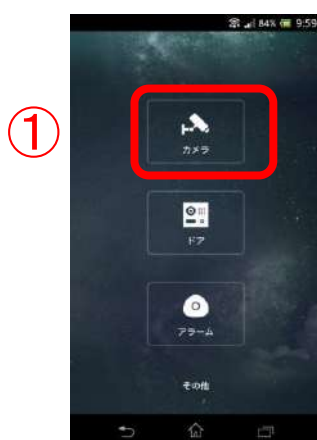 84% 9:59
①
カメラ
ドア
アラーム
その他